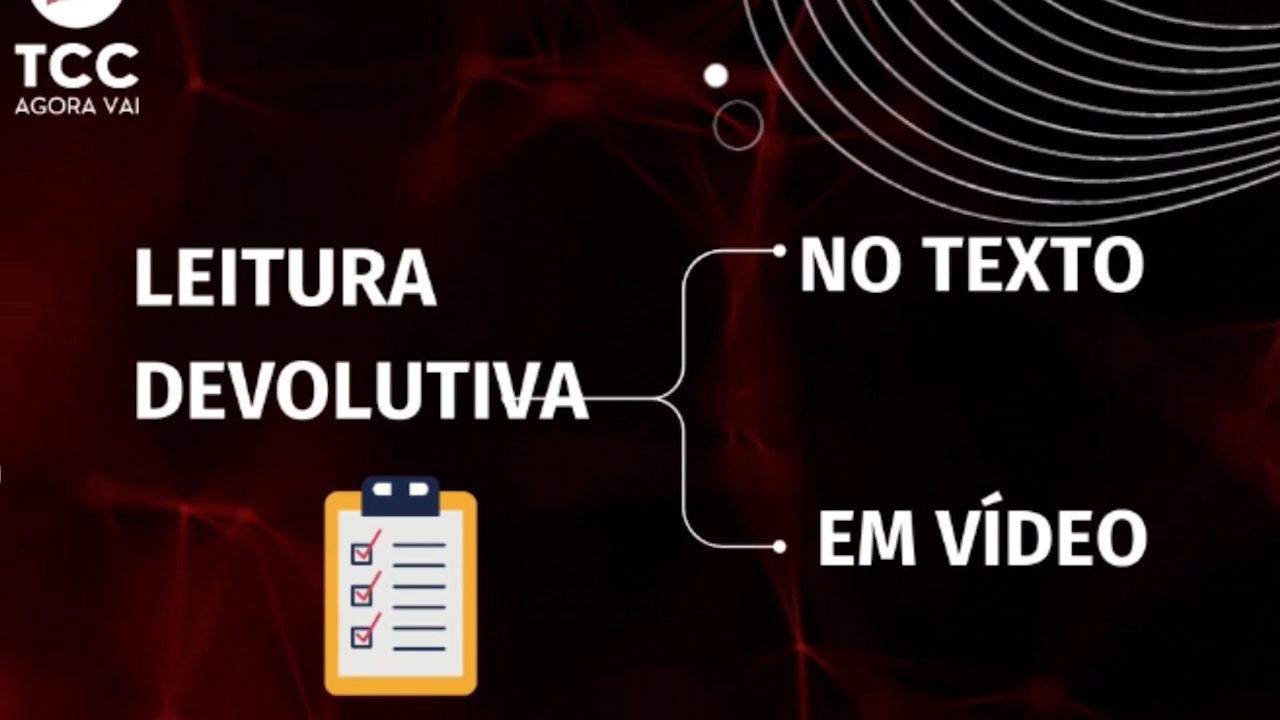 TCC
AGORA VAI
LEITURA
DEVOLUTIVA
NO TEXTO
EM VÍDEO